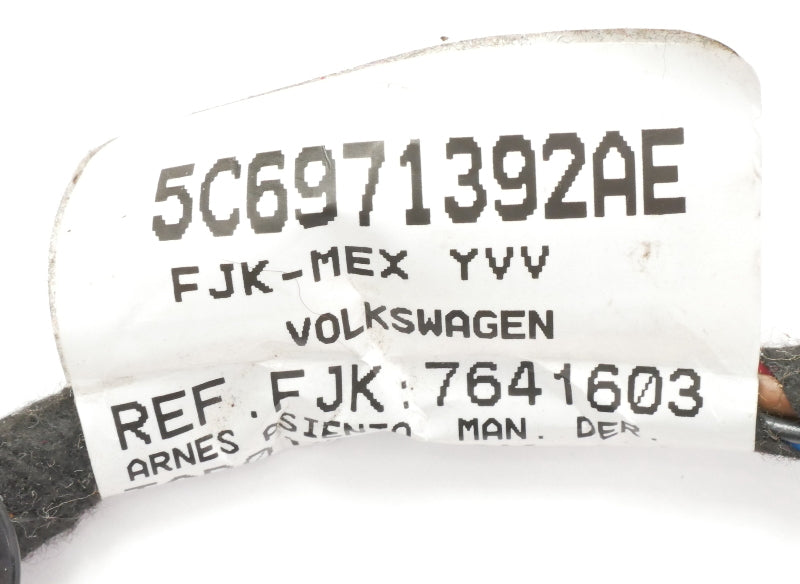 5C6971392AE
FJK-MEX YVV
VOLKSWAGEN
REF.FJK:7641603
ARNES ASIENTO MAN. DER.